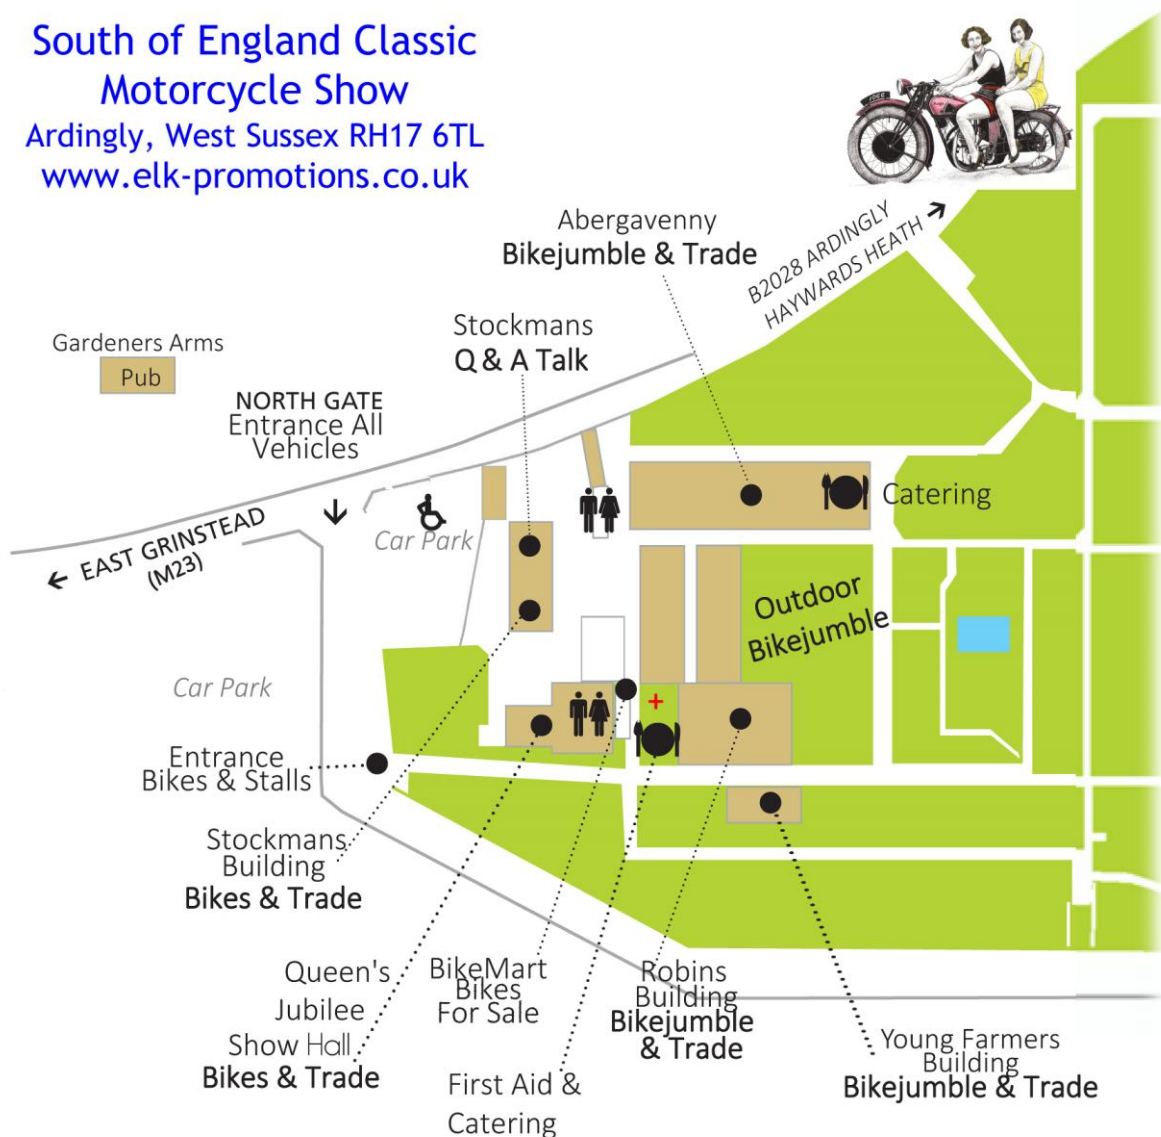 South of England Classic
Motorcycle Show
Ardingly, West Sussex RH17 6TL
www.elk-promotions.co.uk
Abergavenny
Bikejumble & Trade
B2028 ARDINGLY
HAYWARDS HEATH
Stockmans
Q & A Talk
Gardeners Arms
Pub
NORTH GATE
Entrance All
Vehicles
Catering
EAST GRINSTEAD
(M23)
Car Park
Outdoor
Bikejumble
Car Park
Entrance
Bikes & Stalls
Stockmans
Building
Bikes & Trade
Queen's
Jubilee
Show Hall
Bikes & Trade
BikeMart
Bikes
For Sale
First Aid &
Catering
Robins
Building
Bikejumble
& Trade
Young Farmers
Building
Bikejumble & Trade